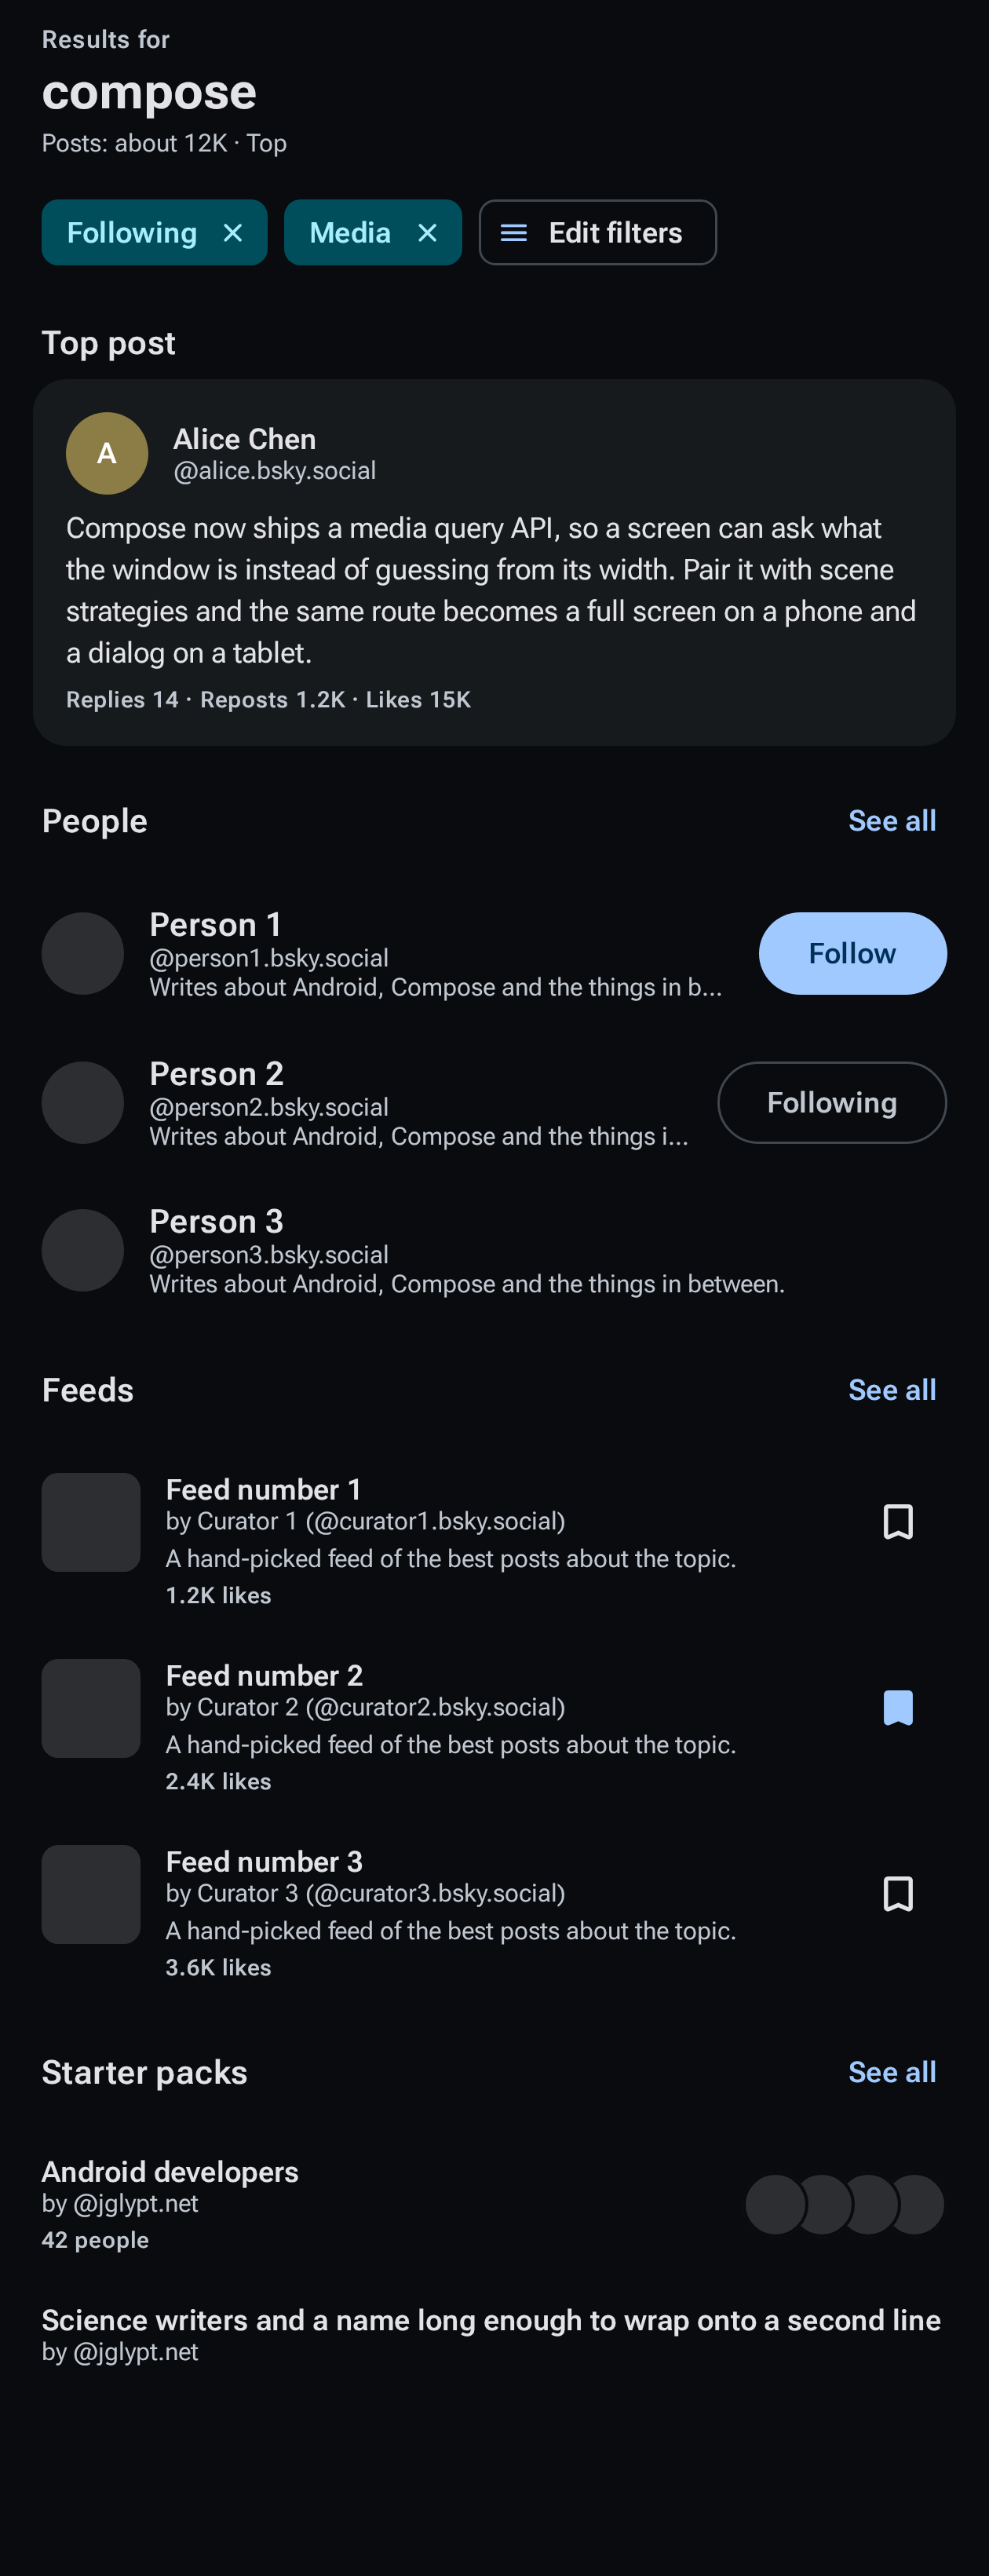 Results for
compose
Posts: about 12K · Top
Following
Media
Edit filters
Top post
A
Alice Chen
@alice.bsky.social
Compose now ships a media query API, so a screen can ask what
the window is instead of guessing from its width. Pair it with scene
strategies and the same route becomes a full screen on a phone and
a dialog on a tablet.
Replies 14 · Reposts 1.2K · Likes 15K
People
See all
Person 1
@person1.bsky.social
Writes about Android, Compose and the things in b...
Follow
Person 2
@person2.bsky.social
Writes about Android, Compose and the things i...
Following
Person 3
@person3.bsky.social
Writes about Android, Compose and the things in between.
Feeds
See all
Feed number 1
by Curator 1 (@curator1.bsky.social)
A hand-picked feed of the best posts about the topic.
1.2K likes
Feed number 2
by Curator 2 (@curator2.bsky.social)
A hand-picked feed of the best posts about the topic.
2.4K likes
Feed number 3
by Curator 3 (@curator3.bsky.social)
A hand-picked feed of the best posts about the topic.
3.6K likes
Starter packs
See all
Android developers
by @jglypt.net
42 people
Science writers and a name long enough to wrap onto a second line
by @jglypt.net